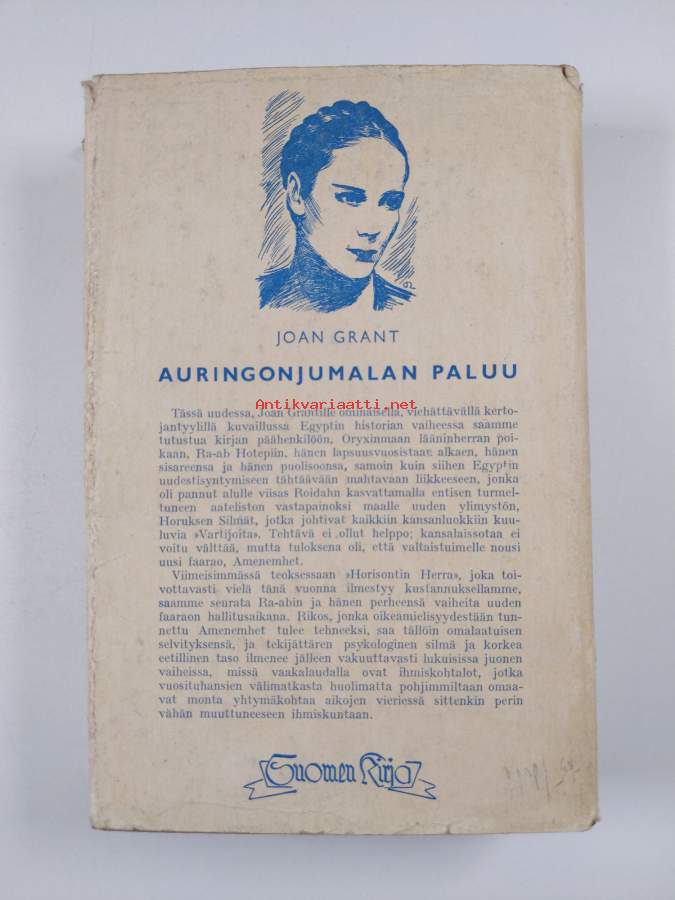 JOAN GRANT
AURINGONJUMALAN PALUU
Antikvariaatti.net
Tässä uudessa, Joan Grantille ominaisella, viehättävällä kerto-
jantyylillä kuvaillussa Egyptin historian vaiheessa saamme
tutustua kirjan päähenkilöön, Oryxinmaan lääninherran poi-
kaan, Ra-ab Hotepiin, hänen lapsuusvuosistaan alkaen, hänen
sisareensa ja hänen puolisoonsa, samoin kuin siihen Egyptin
uudestisyntymiseen tähtäävään mahtavaan liikkeeseen, jonka
oli pannut alulle viisas Roidahn kasvattamalla entisen turmel-
tuneen aateliston vastapainoksi maalle uuden ylimystön,
Horuksen Silmät, jotka johtivat kaikkiin kansanluokkiin kuu-
luvia »Vartijoita». Tehtävä ei ollut helppo; kansalaissotaa ei
voitu välttää, mutta tuloksena oli, että valtaistuimelle nousi
uusi faarao, Amenemhet.
Viimeisimmässä teoksessaan »Horisontin Herra», joka toi-
vottavasti vielä tänä vuonna ilmestyy kustannuksellamme,
saamme seurata Ra-abin ja hänen perheensä vaiheita uuden
faaraon hallitusaikana. Rikos, jonka oikeamielisyydestään tun-
nettu Amenemhet tulee tehneeksi, saa tällöin omalaatuisen
selvityksensä, ja tekijättären psykologinen silmä ja korkea
eetillinen taso ilmenee jälleen vakuuttavasti lukuisissa juonen
vaiheissa, missä vaakalaudalla ovat ihmiskohtalot, jotka
vuosituhansien välimatkasta huolimatta pohjimmiltaan omaa-
vat monta yhtymäkohtaa aikojen vieriessä sittenkin perin
vähän muuttuneeseen ihmiskuntaan.
Suomen Kirja